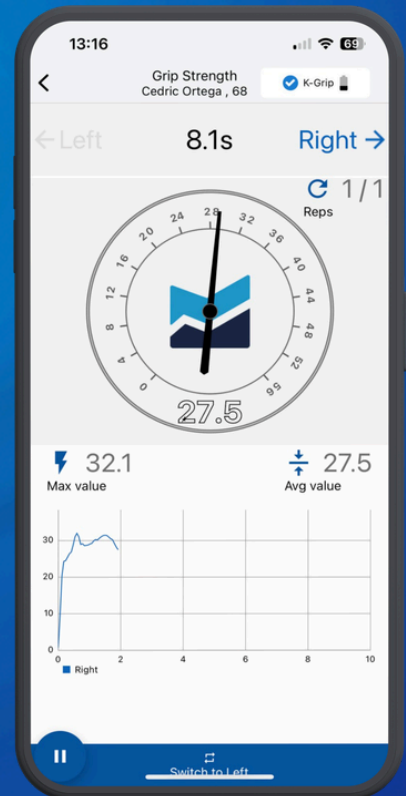 13:16
69
Grip Strength
Cedric Ortega , 68
K-Grip
←Left
8.1s
Right→
1/1
Reps
0
4
8
12
16
20
24
28
32
36
40
44
48
52
56
27.5
32.1
Max value
27.5
Avg value
30
20
10
0
0 2 4 6 8 10
Right
Switch to Left